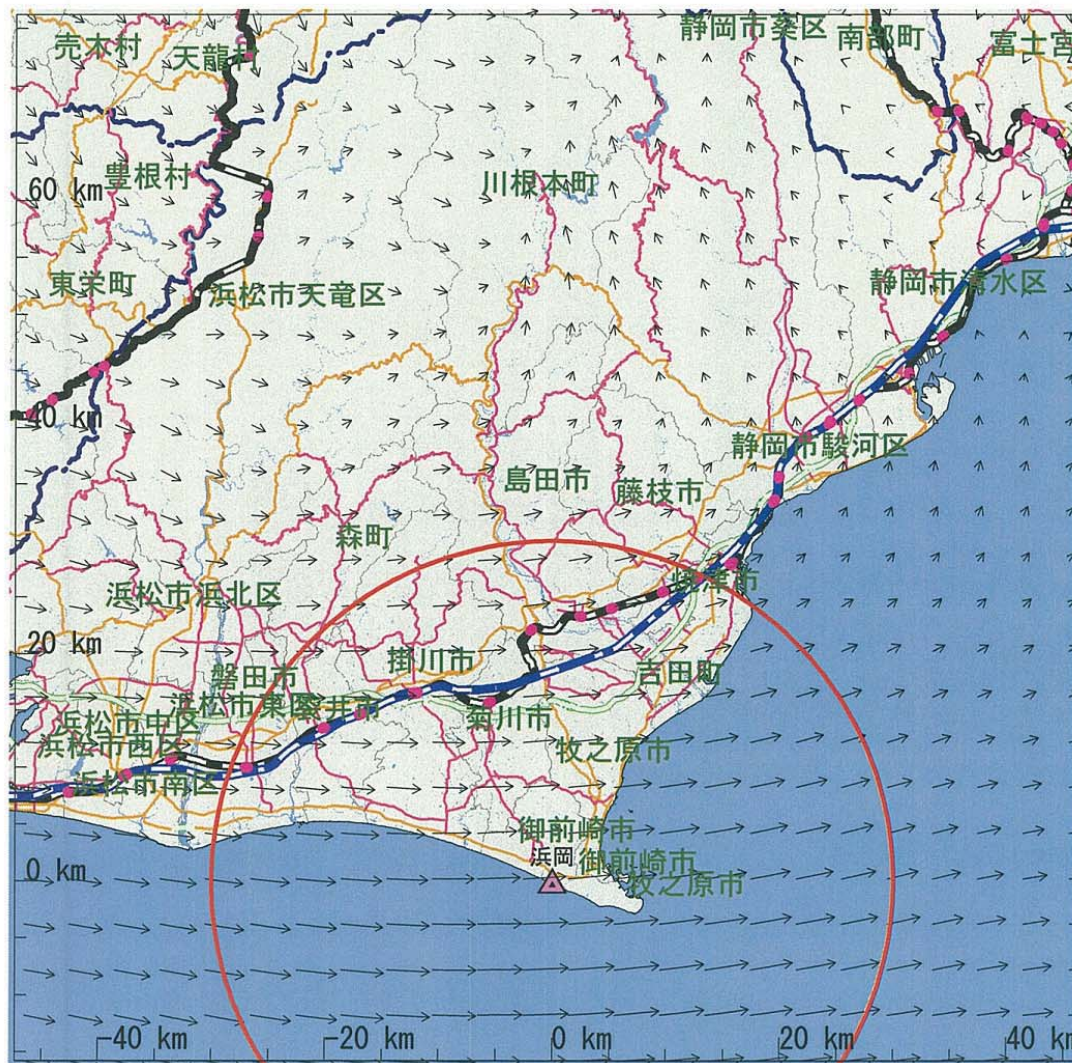 売木村
天龍村
静岡市葵区
南部町
富士宮
60 km
豊根村
川根本町
東栄町
浜松市天竜区
静岡市清水区
40 km
静岡市駿河区
島田市
藤枝市
森町
焼津市
浜松市浜北区
20 km
掛川市
磐田市
吉田町
浜松市東区
袋井市
浜松市中区
菊川市
浜松市西区
牧之原市
浜松市南区
御前崎市
浜岡
御前崎市
0 km
牧之原市
-40 km
-20 km
0 km
20 km
40 km